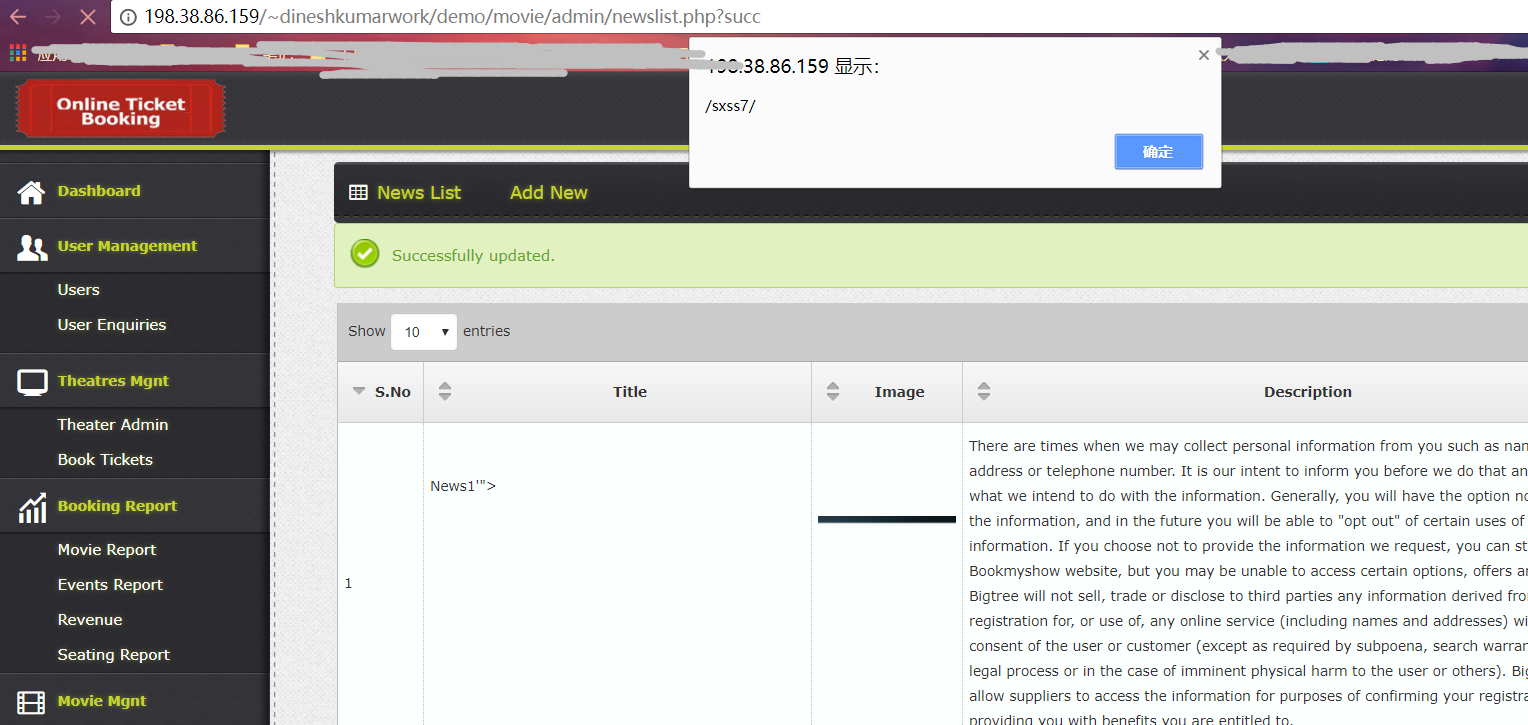 198.38.86.159/~dineshkumarwork/demo/movie/admin/newslist.php?succ
198.38.86.159 显示：
/sxss7/
确定
Online Ticket
Booking
Dashboard
User Management
Users
User Enquiries
Theatres Mgnt
Theater Admin
Book Tickets
Booking Report
Movie Report
Events Report
Revenue
Seating Report
Movie Mgnt
News List Add New
Successfully updated.
Show 10 entries
S.No Title Image Description
1
News1'">
There are times when we may collect personal information from you such as
address or telephone number. It is our intent to inform you before we do that
what we intend to do with the information. Generally, you will have the option
the information, and in the future you will be able to "opt out" of certain uses of
information. If you choose not to provide the information we request, you can
Bookmyshow website, but you may be unable to access certain options, offers
Bigtree will not sell, trade or disclose to third parties any information derived
registration for, or use of, any online service (including names and addresses)
consent of the user or customer (except as required by subpoena, search
legal process or in the case of imminent physical harm to the user or others).
allow suppliers to access the information for purposes of confirming your
providing you with benefits you are entitled to.